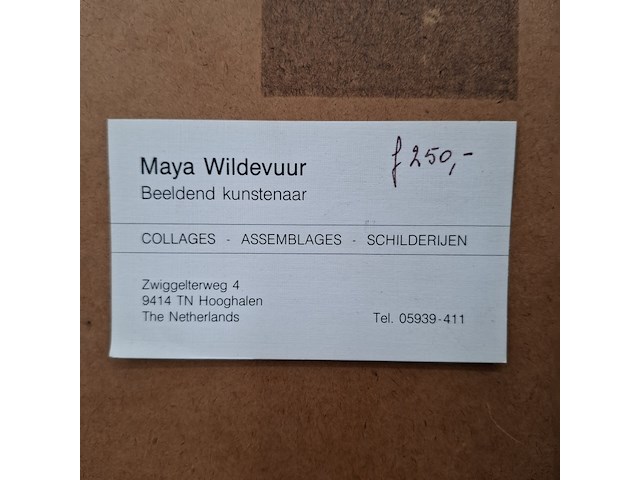 Maya Wildevuur
ƒ 250,-
Beeldend kunstenaar
COLLAGES - ASSEMBLAGES - SCHILDERIJEN
Zwiggelterweg 4
9414 TN Hooghalen
The Netherlands
Tel. 05939-411